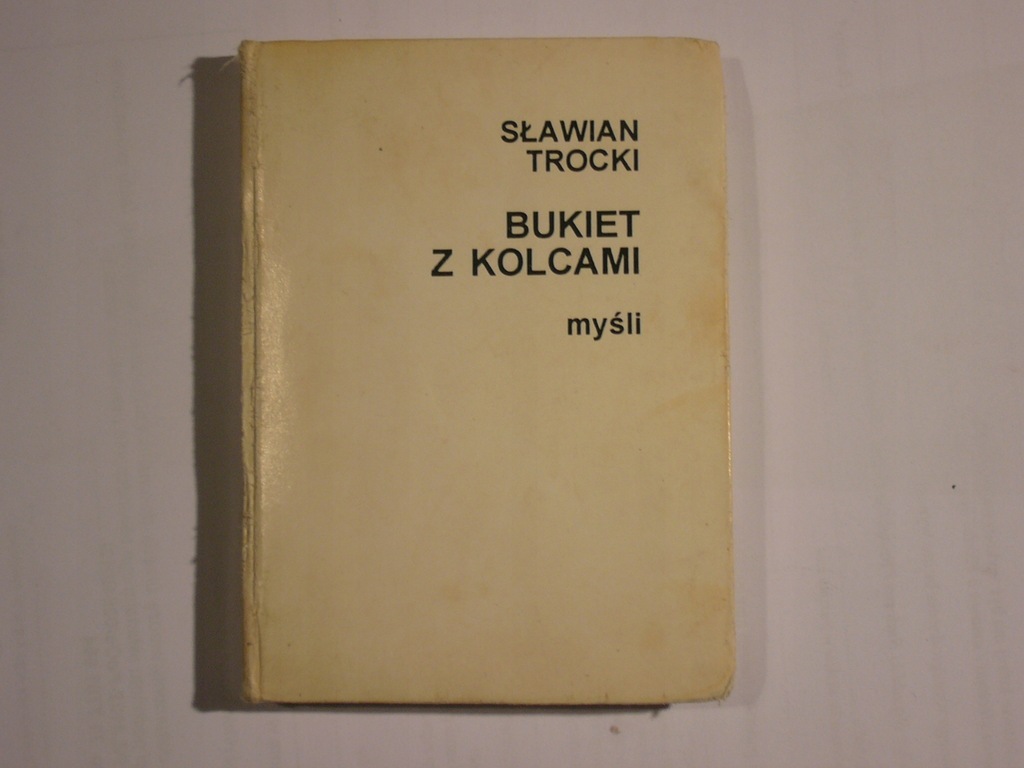 SŁAWIAN
TROCKI
BUKIET
Z KOLCAMI
myśli